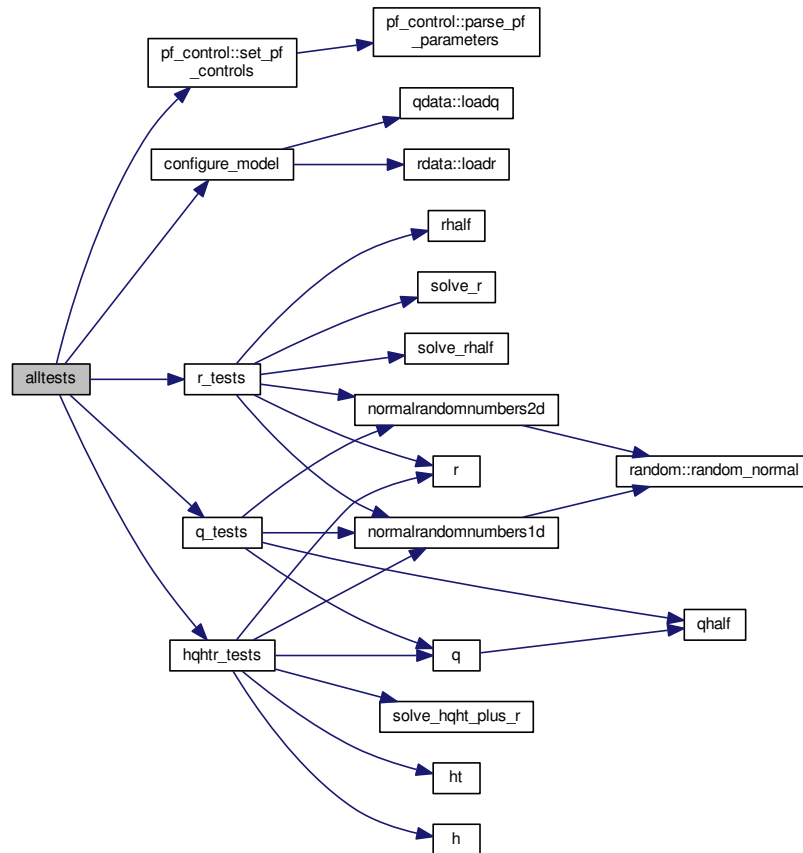 pf_control::parse_pf
_parameters
pf_control::set_pf
_controls
qdata::loadq
configure_model
rdata::loadr
rhalf
solve_r
solve_rhalf
alltests
r_tests
normalrandomnumbers2d
r
random::random_normal
q_tests
normalrandomnumbers1d
qhalf
hqhtr_tests
q
solve_hqht_plus_r
ht
h